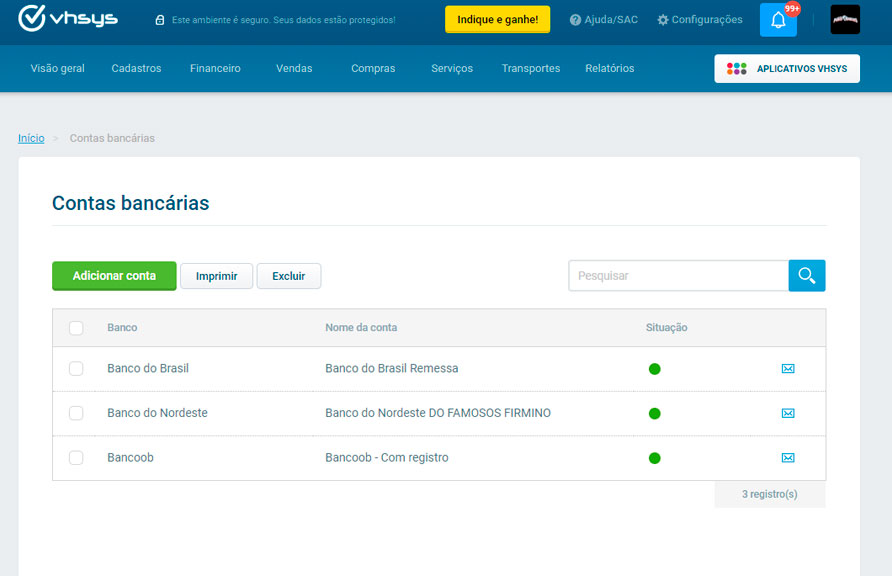 vhsys Este ambiente é seguro. Seus dados estão protegidos! Indique e ganhe! Ajuda/SAC Configurações 99+
Visão geral Cadastros Financeiro Vendas Compras Serviços Transportes Relatórios APLICATIVOS VHSYS
Início > Contas bancárias
Contas bancárias
Adicionar conta Imprimir Excluir Pesquisar
Banco Nome da conta Situação
Banco do Brasil Banco do Brasil Remessa
Banco do Nordeste Banco do Nordeste DO FAMOSOS FIRMINO
Bancoob Bancoob - Com registro
3 registro(s)